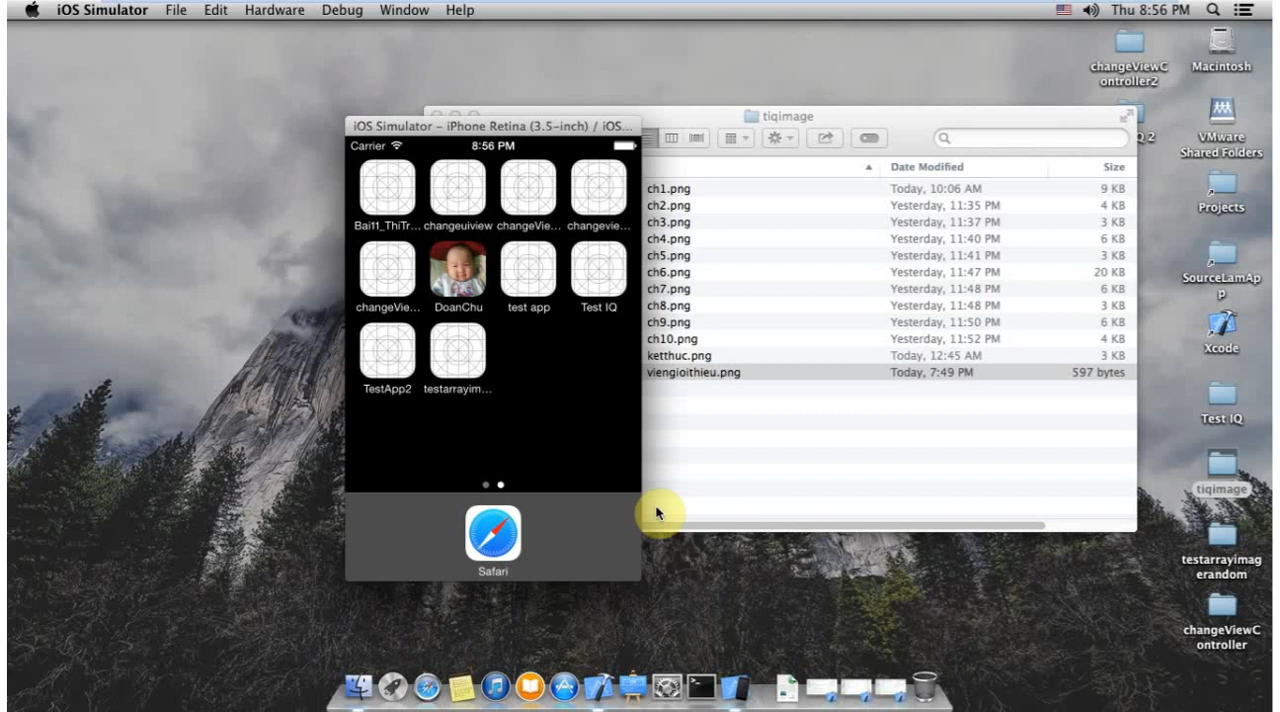 iOS Simulator File Edit Hardware Debug Window Help Thu 8:56 PM
changeViewC
ontroller2
Macintosh
VMware
Shared Folders
Projects
SourceLamAp
p
Xcode
Test IQ
tiqimage
testarrayimag
erandom
changeViewC
ontroller
tiqimage
Q 2
Date Modified Size
ch1.png Today, 10:06 AM 9 KB
ch2.png Yesterday, 11:35 PM 4 KB
ch3.png Yesterday, 11:37 PM 3 KB
ch4.png Yesterday, 11:40 PM 6 KB
ch5.png Yesterday, 11:41 PM 3 KB
ch6.png Yesterday, 11:47 PM 20 KB
ch7.png Yesterday, 11:48 PM 6 KB
ch8.png Yesterday, 11:48 PM 3 KB
ch9.png Yesterday, 11:50 PM 6 KB
ch10.png Yesterday, 11:52 PM 4 KB
ketthuc.png Today, 12:45 AM 3 KB
viengioithieu.png Today, 7:49 PM 597 bytes
iOS Simulator – iPhone Retina (3.5-inch) / iOS...
Carrier 8:56 PM
Bai11_ThiTr... changeuiview changeVie... changevie...
changeVie... DoanChu test app Test IQ
TestApp2 testarrayim...
Safari